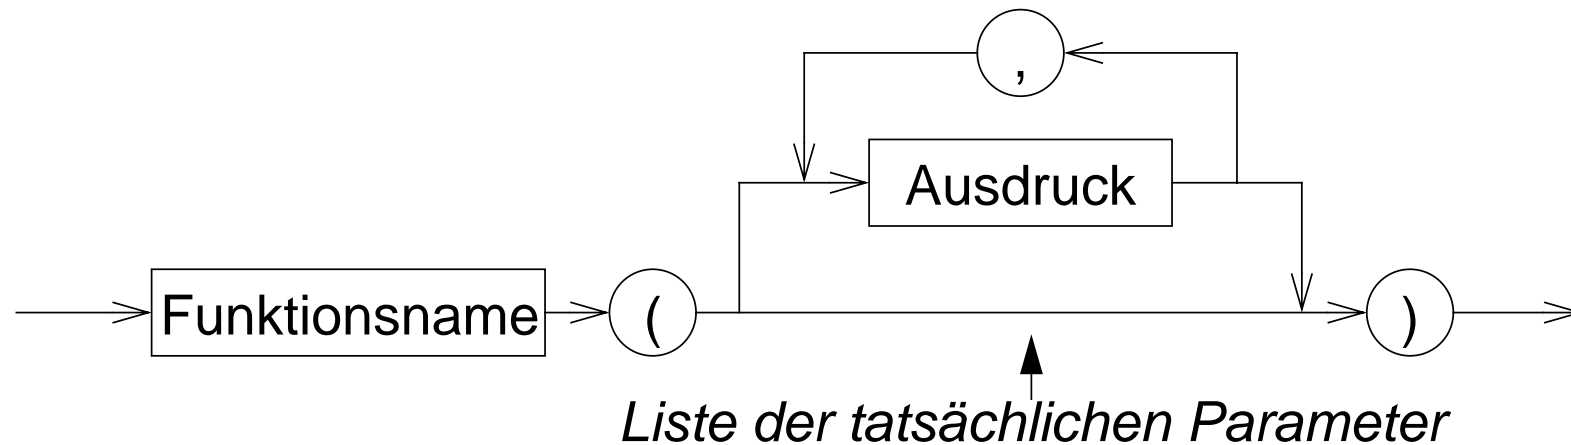 ,
Ausdruck
Funktionsname ( )
Liste der tatsächlichen Parameter